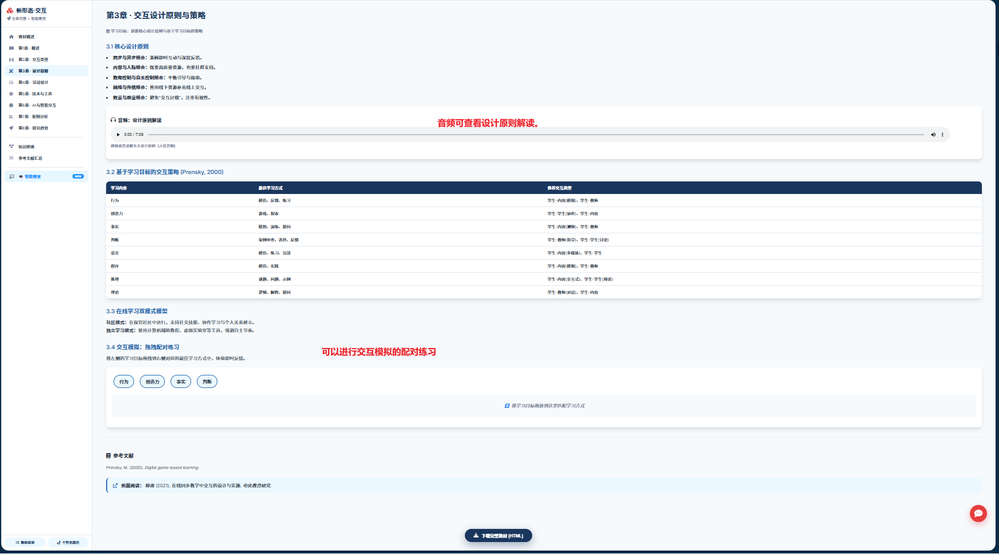 新形态·交互
全章完整 + 智能教室
教材概述
第1章 · 概述
第2章 · 交互类型
第3章 · 设计原则
第4章 · 活动设计
第5章 · 技术与工具
第6章 · AI与智能交互
第7章 · 案例分析
第8章 · 前沿趋势
知识图谱
参考文献汇总
智能教室 NEW
随机探索
个性化路径
第3章 · 交互设计原则与策略
学习目标：掌握核心设计原则与基于学习目标的策略
3.1 核心设计原则
• 同步与异步结合：兼顾即时互动与深度反思。
• 内容与人际结合：既要高质量资源，也要社群支持。
• 教师控制与自主控制结合：平衡引导与探索。
• 网络与传统结合：善用线下资源补充线上交互。
• 数量与质量结合：避免“交互过载”，注重有效性。
音频：设计原则解读
音频可查看设计原则解读。
0:00 / 7:05
模拟语音讲解五大设计原则（占位音频）
3.2 基于学习目标的交互策略 (Prensky, 2000)
学习内容 最佳学习方式 推荐交互类型
行为 模仿、反馈、练习 学生-内容(模拟)、学生-教师
创造力 游戏、探索 学生-学生(协作)、学生-内容
事实 联想、演练、提问 学生-内容(测验)、学生-教师
判断 案例审查、选择、反馈 学生-教师(指导)、学生-学生(讨论)
语言 模仿、练习、沉浸 学生-内容(多媒体)、学生-学生
程序 模仿、实践 学生-内容(模拟)、学生-教师
推理 谜题、问题、示例 学生-内容(交互式)、学生-学生(辩论)
理论 逻辑、解释、提问 学生-教师(对话)、学生-内容
3.3 在线学习双模式模型
社区模式：在探究社区中进行，支持社交技能、协作学习与个人关系建立。
独立学习模式：使用计算机辅助教程、虚拟实验室等工具，强调自主节奏。
3.4 交互模拟：拖拽配对练习
可以进行交互模拟的配对练习
将左侧的学习目标拖拽到右侧对应的最佳学习方式中，体验即时反馈。
行为 创造力 事实 判断
将学习目标拖放到这里匹配学习方式
参考文献
Prensky, M. (2000). Digital game-based learning.
拓展阅读： 穆肃 (2021). 在线同步教学中交互的设计与实施. 电化教育研究.
下载完整教材 (HTML)